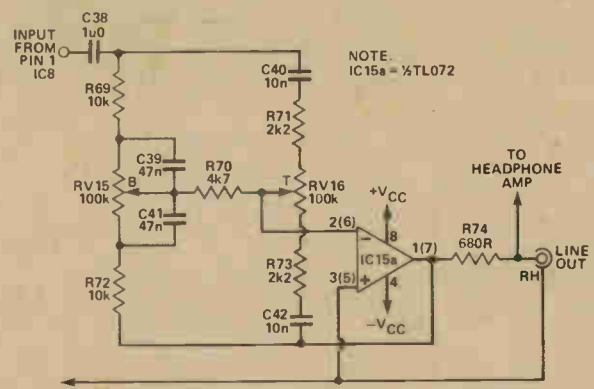 C38
1u0
INPUT
FROM
PIN 1
IC8
NOTE.
IC15a = ½TL072
C40
10n
R69
10k
R71
2k2
C39
47n
R70
4k7
TO
HEADPHONE
AMP
RV15
100k
B
T
RV16
100k
+VCC
C41
47n
R74
680R
2(6)
8
1(7)
IC15a
LINE
OUT
R72
10k
R73
2k2
3(5)
4
RH
C42
10n
-VCC